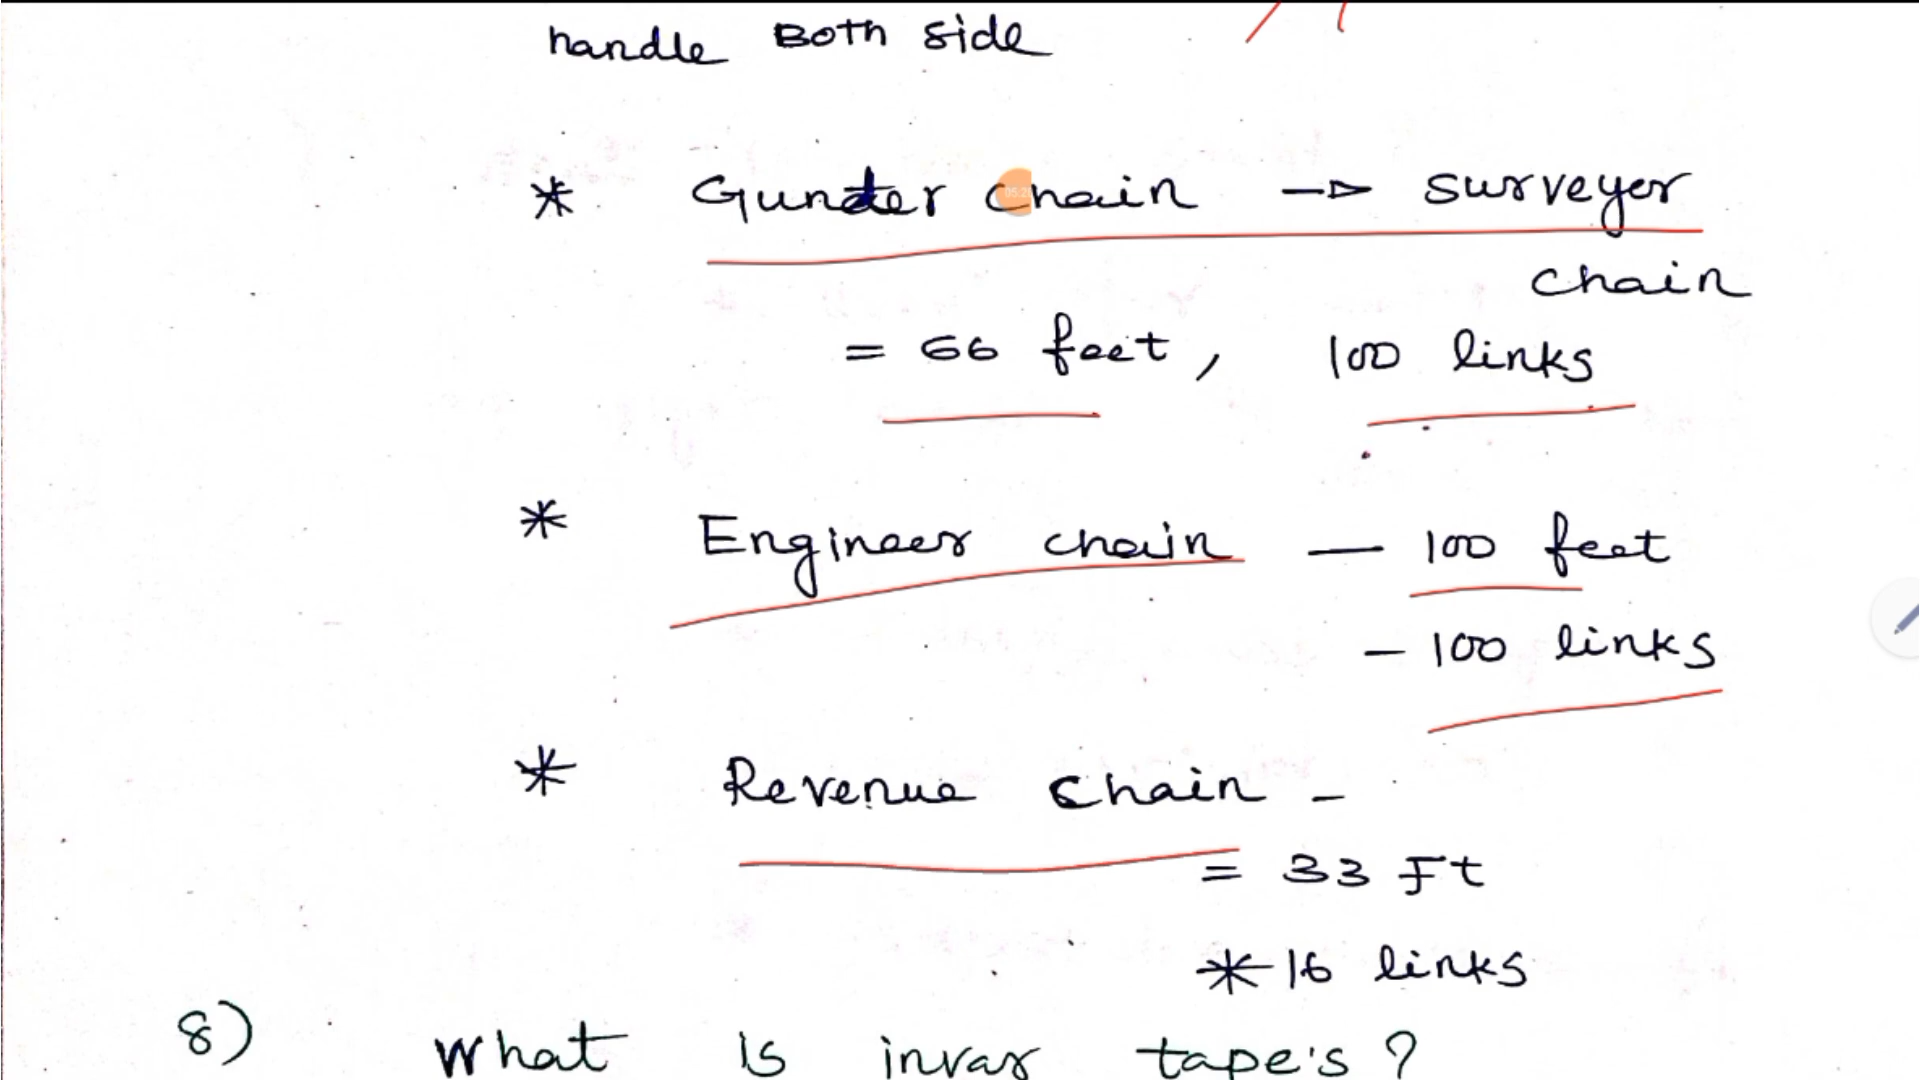 handle Both side
* Gunter chain → surveyer
chain
= 66 feet, 100 links
* Engineer chain — 100 feet
- 100 links
* Revenue chain -
= 33 Ft
* 16 links
8) What is invar tape's?